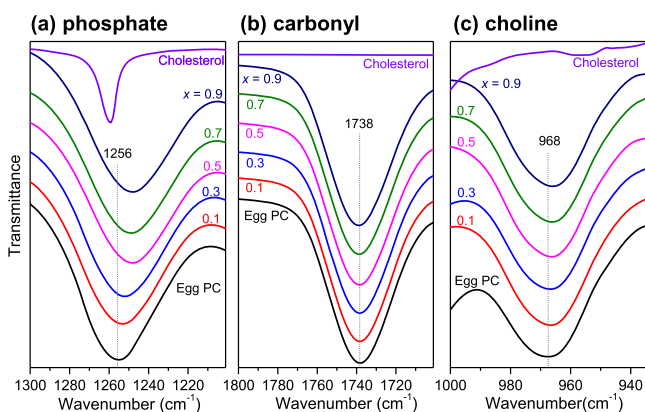 (a) phosphate
Cholesterol
x = 0.9
0.7
0.5
0.3
0.1
Egg PC
1256
Transmittance
1300
1280
1260
1240
1220
Wavenumber (cm⁻¹)
(b) carbonyl
Cholesterol
x = 0.9
0.7
0.5
0.3
0.1
Egg PC
1738
1800
1780
1760
1740
1720
Wavenumber (cm⁻¹)
(c) choline
Cholesterol
x = 0.9
0.7
0.5
0.3
0.1
Egg PC
968
1000
980
960
940
Wavenumber(cm⁻¹)